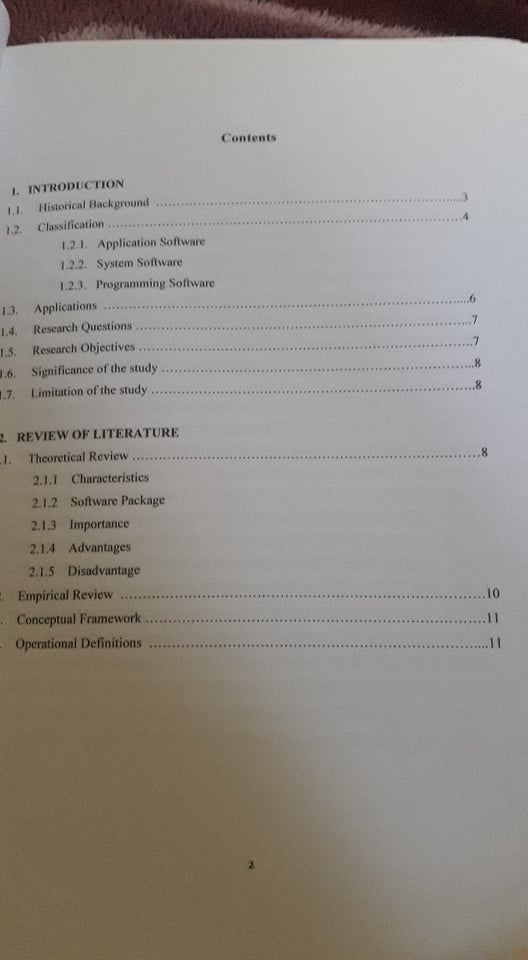 Contents
1. INTRODUCTION
1.1. Historical Background ........................................................3
1.2. Classification ........................................................4
1.2.1. Application Software
1.2.2. System Software
1.2.3. Programming Software
1.3. Applications ........................................................6
1.4. Research Questions ........................................................7
1.5. Research Objectives ........................................................7
1.6. Significance of the study ........................................................8
1.7. Limitation of the study ........................................................8
2. REVIEW OF LITERATURE
.1. Theoretical Review ........................................................8
2.1.1 Characteristics
2.1.2 Software Package
2.1.3 Importance
2.1.4 Advantages
2.1.5 Disadvantage
. Empirical Review ........................................................10
. Conceptual Framework ........................................................11
Operational Definitions ........................................................11
2